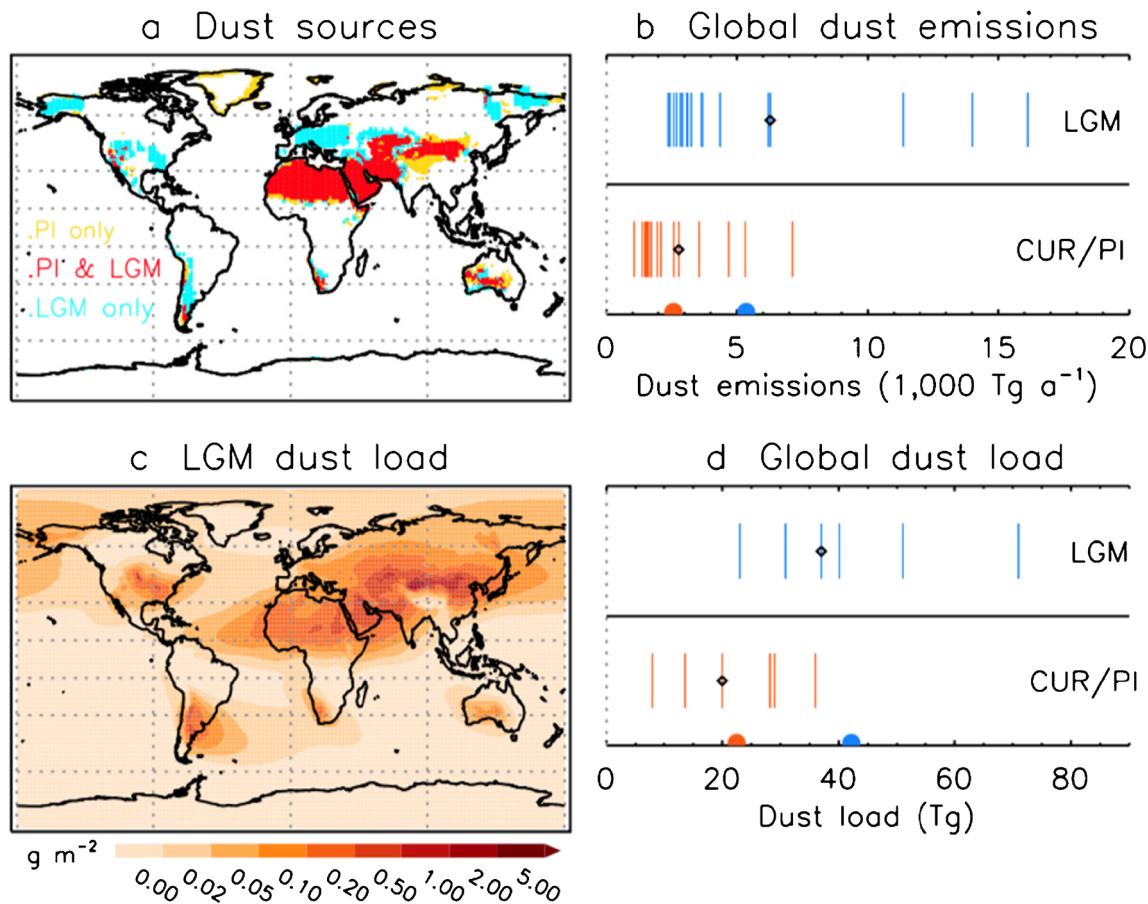 a Dust sources
.PI only
.PI & LGM
.LGM only
b Global dust emissions
LGM
CUR/PI
0 5 10 15 20
Dust emissions (1,000 Tg a⁻¹)
c LGM dust load
g m⁻²
0.00 0.02 0.05 0.10 0.20 0.50 1.00 2.00 5.00
d Global dust load
LGM
CUR/PI
0 20 40 60 80
Dust load (Tg)